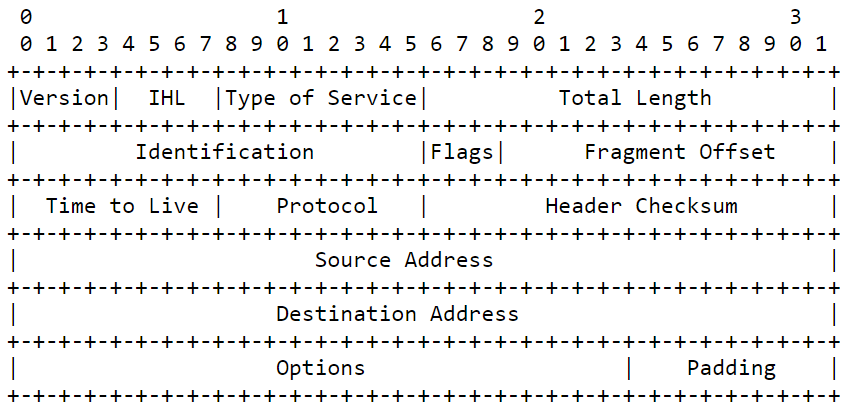 0                   1                   2                   3
 0 1 2 3 4 5 6 7 8 9 0 1 2 3 4 5 6 7 8 9 0 1 2 3 4 5 6 7 8 9 0 1
+-+-+-+-+-+-+-+-+-+-+-+-+-+-+-+-+-+-+-+-+-+-+-+-+-+-+-+-+-+-+-+-+
|Version|  IHL  |Type of Service|          Total Length         |
+-+-+-+-+-+-+-+-+-+-+-+-+-+-+-+-+-+-+-+-+-+-+-+-+-+-+-+-+-+-+-+-+
|         Identification        |Flags|      Fragment Offset    |
+-+-+-+-+-+-+-+-+-+-+-+-+-+-+-+-+-+-+-+-+-+-+-+-+-+-+-+-+-+-+-+-+
|  Time to Live |    Protocol   |         Header Checksum       |
+-+-+-+-+-+-+-+-+-+-+-+-+-+-+-+-+-+-+-+-+-+-+-+-+-+-+-+-+-+-+-+-+
|                       Source Address                          |
+-+-+-+-+-+-+-+-+-+-+-+-+-+-+-+-+-+-+-+-+-+-+-+-+-+-+-+-+-+-+-+-+
|                    Destination Address                        |
+-+-+-+-+-+-+-+-+-+-+-+-+-+-+-+-+-+-+-+-+-+-+-+-+-+-+-+-+-+-+-+-+
|                    Options                    |    Padding    |
+-+-+-+-+-+-+-+-+-+-+-+-+-+-+-+-+-+-+-+-+-+-+-+-+-+-+-+-+-+-+-+-+